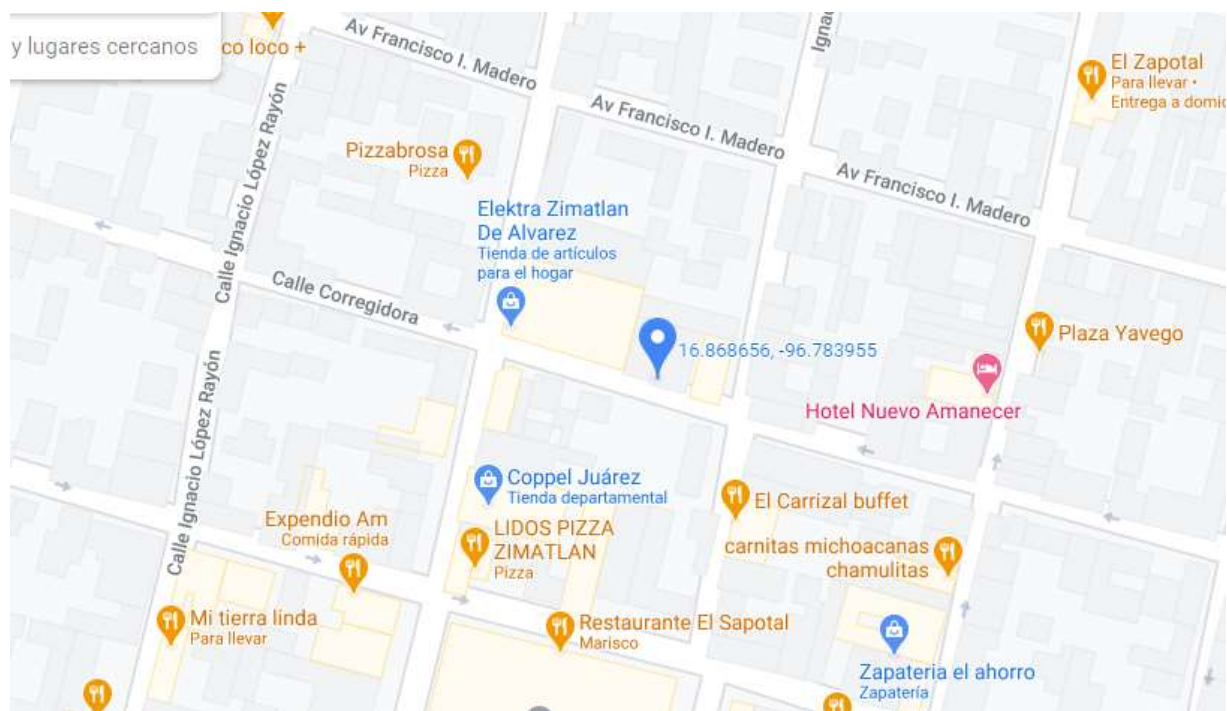 y lugares cercanos
co loco +
Av Francisco I. Madero
Av Francisco I. Madero
Av Francisco I. Madero
Ignac
El Zapotal
Para llevar •
Entrega a domic
Pizzabrosa
Pizza
Calle Ignacio López Rayón
Elektra Zimatlan
De Alvarez
Tienda de artículos
para el hogar
Calle Corregidora
16.868656, -96.783955
Plaza Yavego
Hotel Nuevo Amanecer
Calle Ignacio López Rayón
Coppel Juárez
Tienda departamental
El Carrizal buffet
Expendio Am
Comida rápida
LIDOS PIZZA
ZIMATLAN
Pizza
carnitas michoacanas
chamulitas
Mi tierra linda
Para llevar
Restaurante El Sapotal
Marisco
Zapateria el ahorro
Zapatería